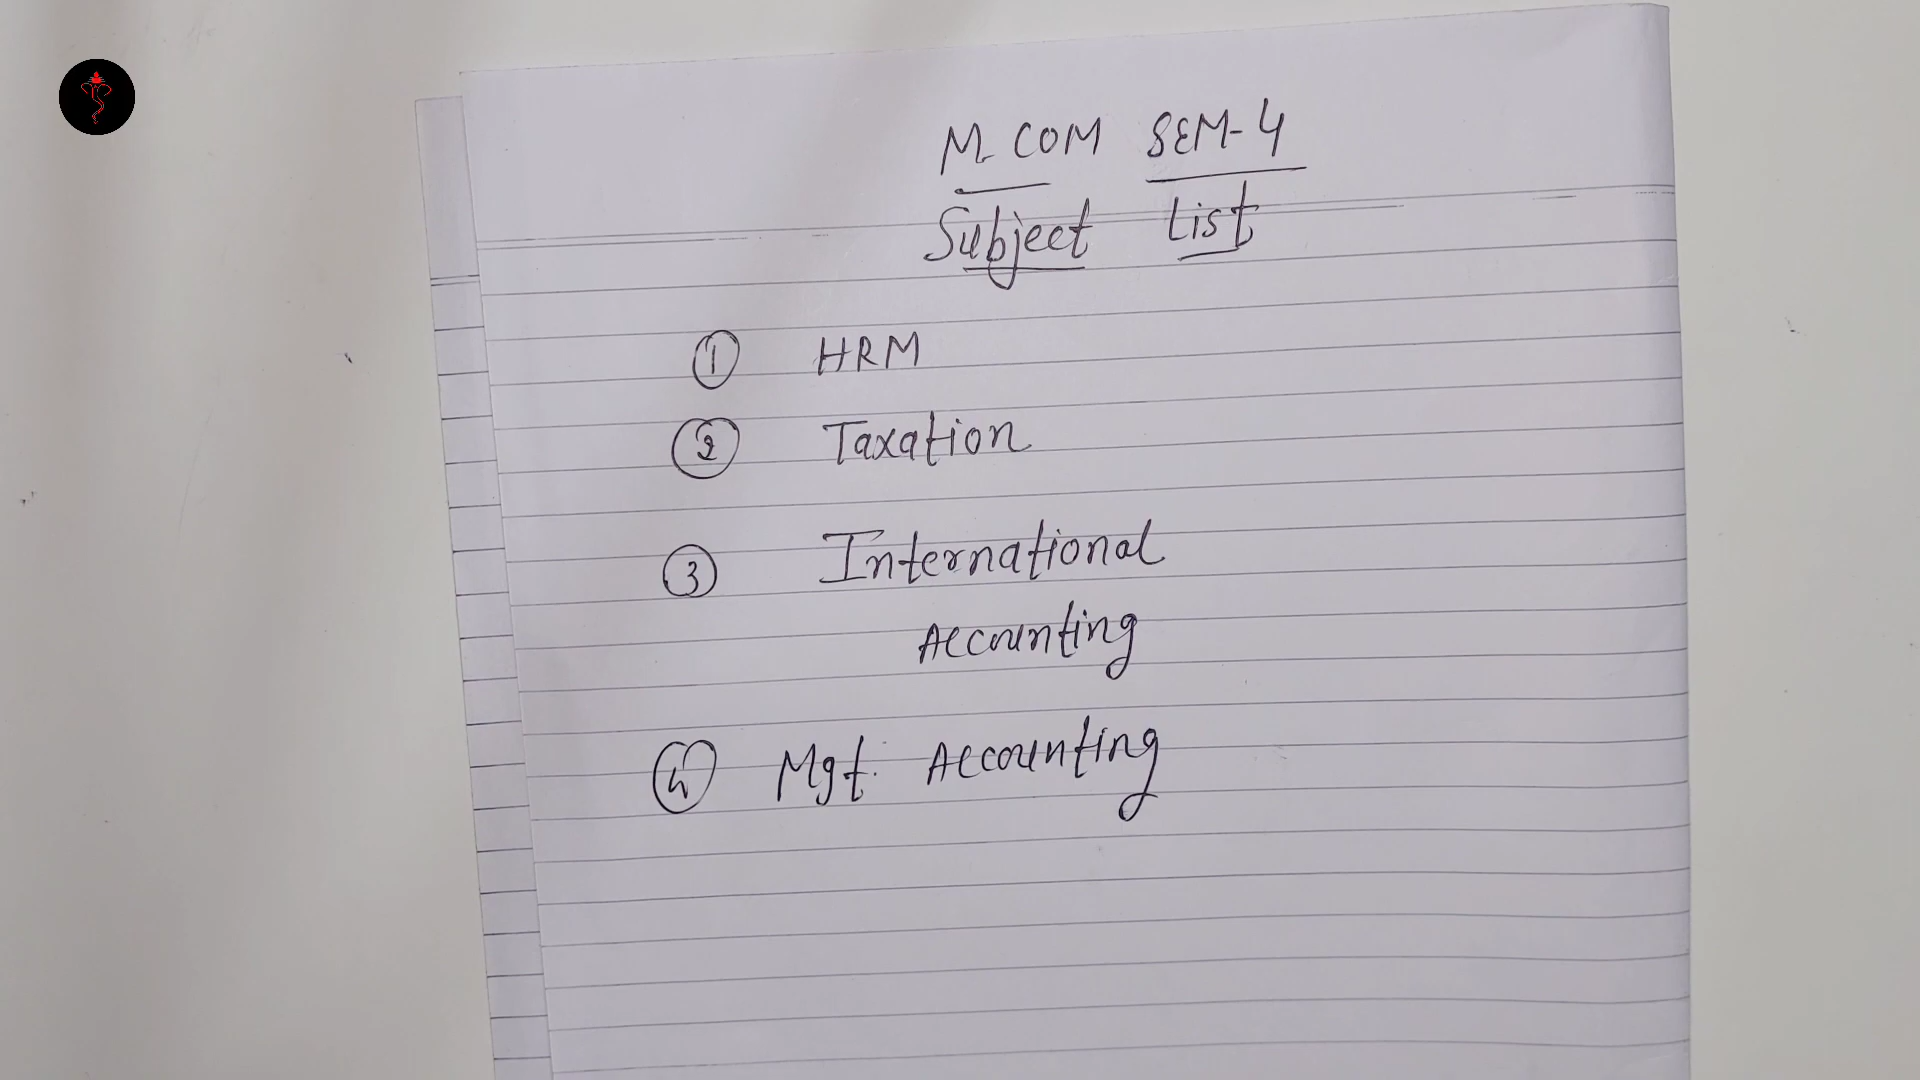 M. COM SEM-4
Subject List
① HRM
② Taxation
③ International
Accounting
④ Mgt. Accounting